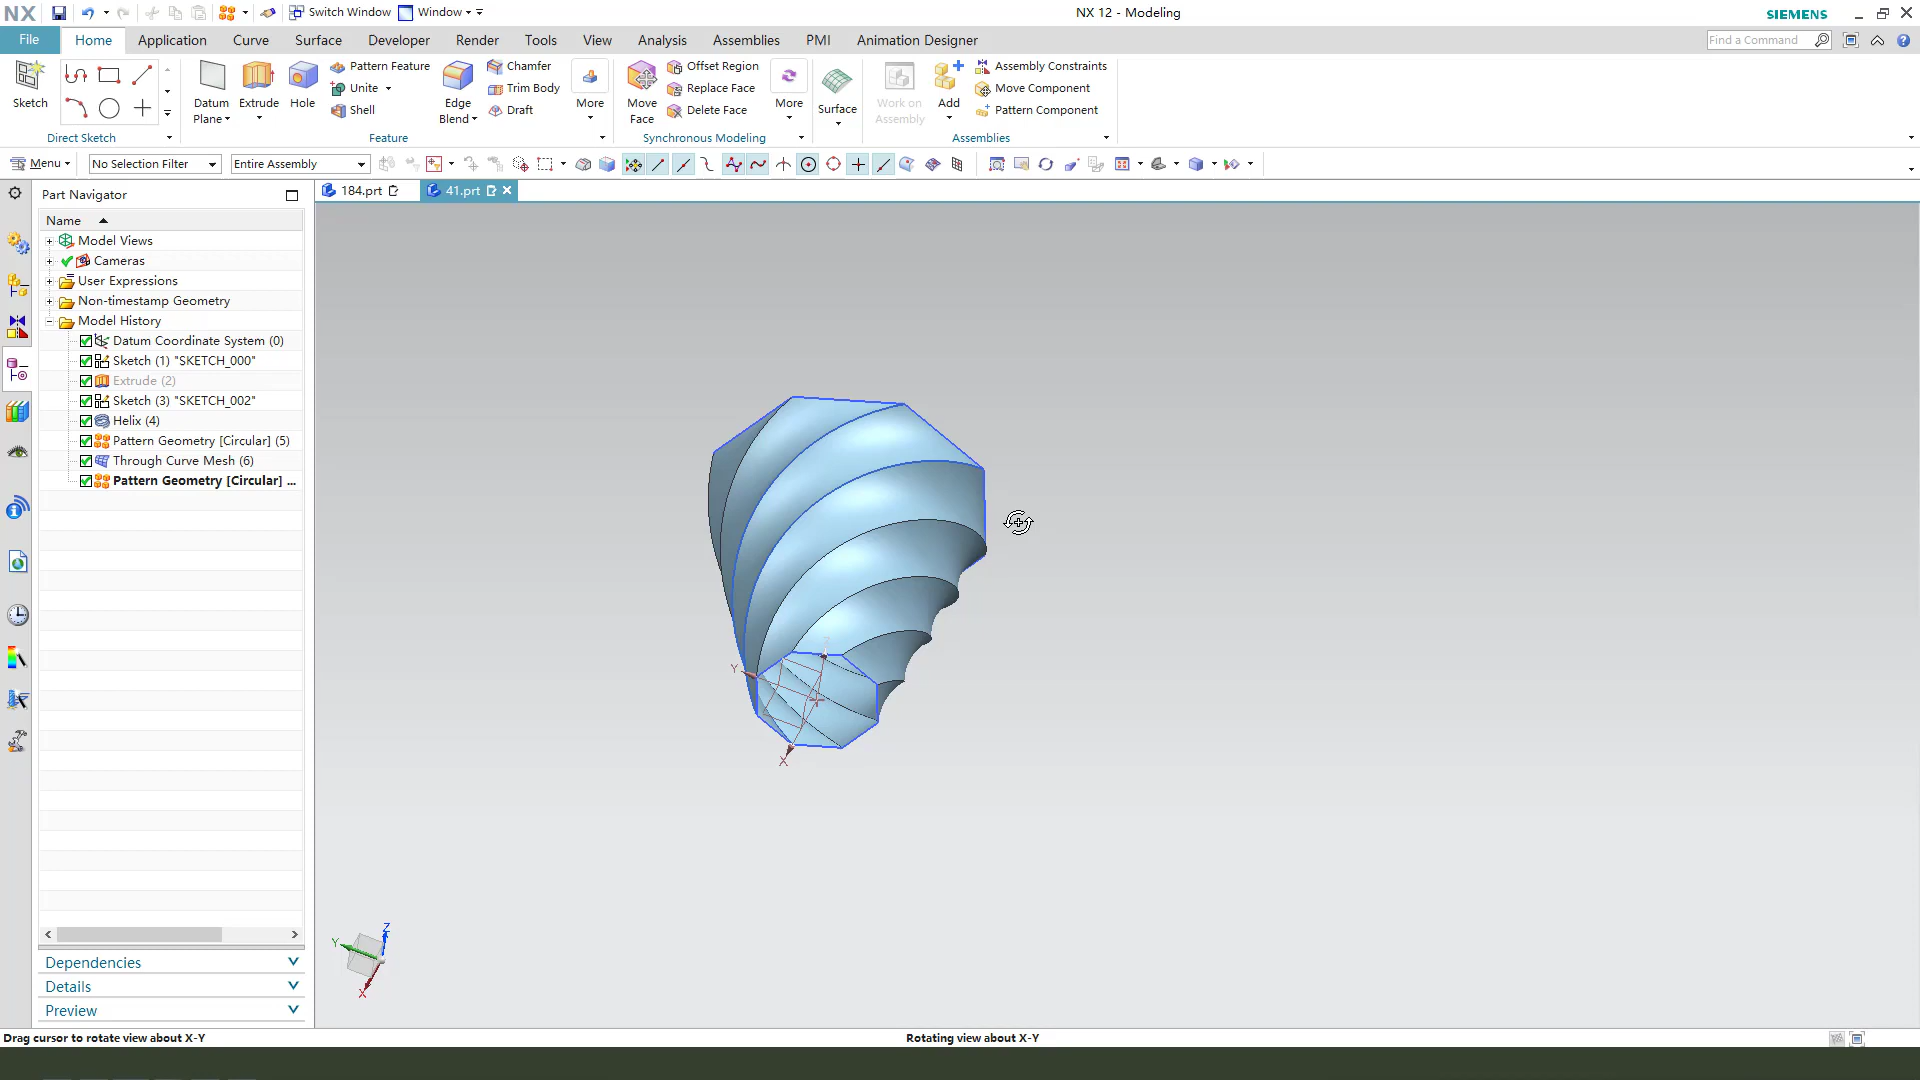 NX
Switch Window
Window
NX 12 - Modeling
SIEMENS
File
Home
Application
Curve
Surface
Developer
Render
Tools
View
Analysis
Assemblies
PMI
Animation Designer
Find a Command
Sketch
Direct Sketch
Datum
Plane
Extrude
Hole
Pattern Feature
Unite
Shell
Edge
Blend
Chamfer
Trim Body
Draft
More
Feature
Move
Face
Offset Region
Replace Face
Delete Face
More
Synchronous Modeling
Surface
Work on
Assembly
Add
Assembly Constraints
Move Component
Pattern Component
Assemblies
Menu
No Selection Filter
Entire Assembly
Part Navigator
184.prt
41.prt
Name
Model Views
Cameras
User Expressions
Non-timestamp Geometry
Model History
Datum Coordinate System (0)
Sketch (1) "SKETCH_000"
Extrude (2)
Sketch (3) "SKETCH_002"
Helix (4)
Pattern Geometry [Circular] (5)
Through Curve Mesh (6)
Pattern Geometry [Circular] ...
Z
Y
X
Z
Y
X
Dependencies
Details
Preview
Drag cursor to rotate view about X-Y
Rotating view about X-Y